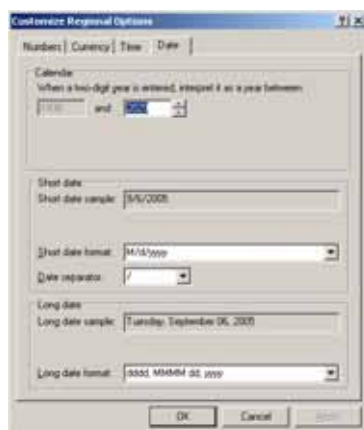 Customize Regional Options
Numbers Currency Time Date
Calendar
When a two-digit year is entered, interpret it as a year between:
and
Short date
Short date sample: 9/6/2005
Short date format: M/d/yyyy
Date separator: /
Long date
Long date sample: Tuesday, September 06, 2005
Long date format: dddd, MMMM dd, yyyy
OK Cancel Apply